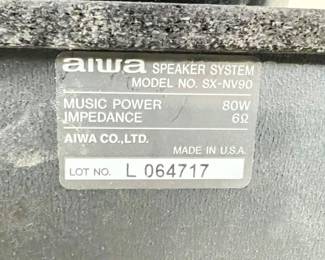 aiwa SPEAKER SYSTEM
MODEL NO. SX-NV90
MUSIC POWER 80W
IMPEDANCE 6Ω
AIWA CO.,LTD.
MADE IN U.S.A.
LOT NO. L 064717